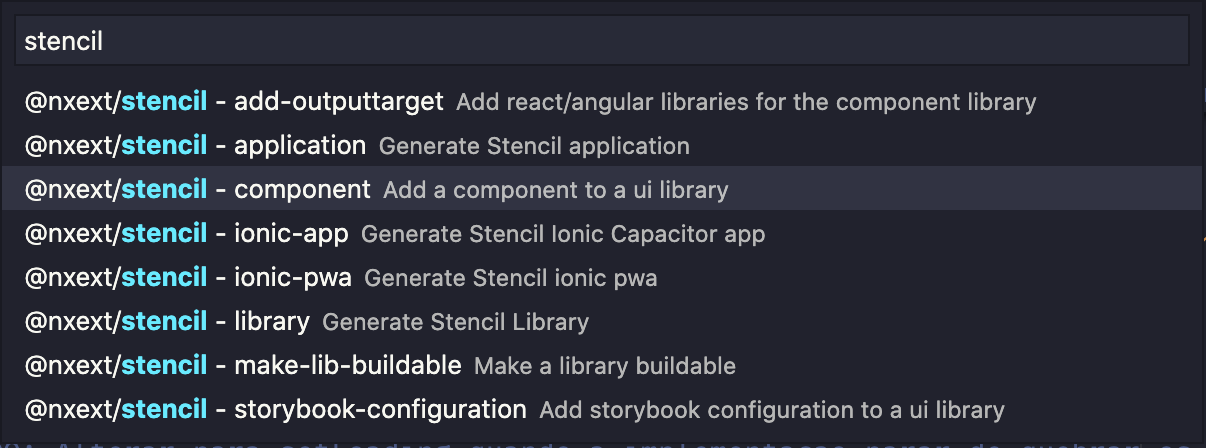 stencil
@nxext/stencil - add-outputtarget Add react/angular libraries for the component library
@nxext/stencil - application Generate Stencil application
@nxext/stencil - component Add a component to a ui library
@nxext/stencil - ionic-app Generate Stencil Ionic Capacitor app
@nxext/stencil - ionic-pwa Generate Stencil ionic pwa
@nxext/stencil - library Generate Stencil Library
@nxext/stencil - make-lib-buildable Make a library buildable
@nxext/stencil - storybook-configuration Add storybook configuration to a ui library